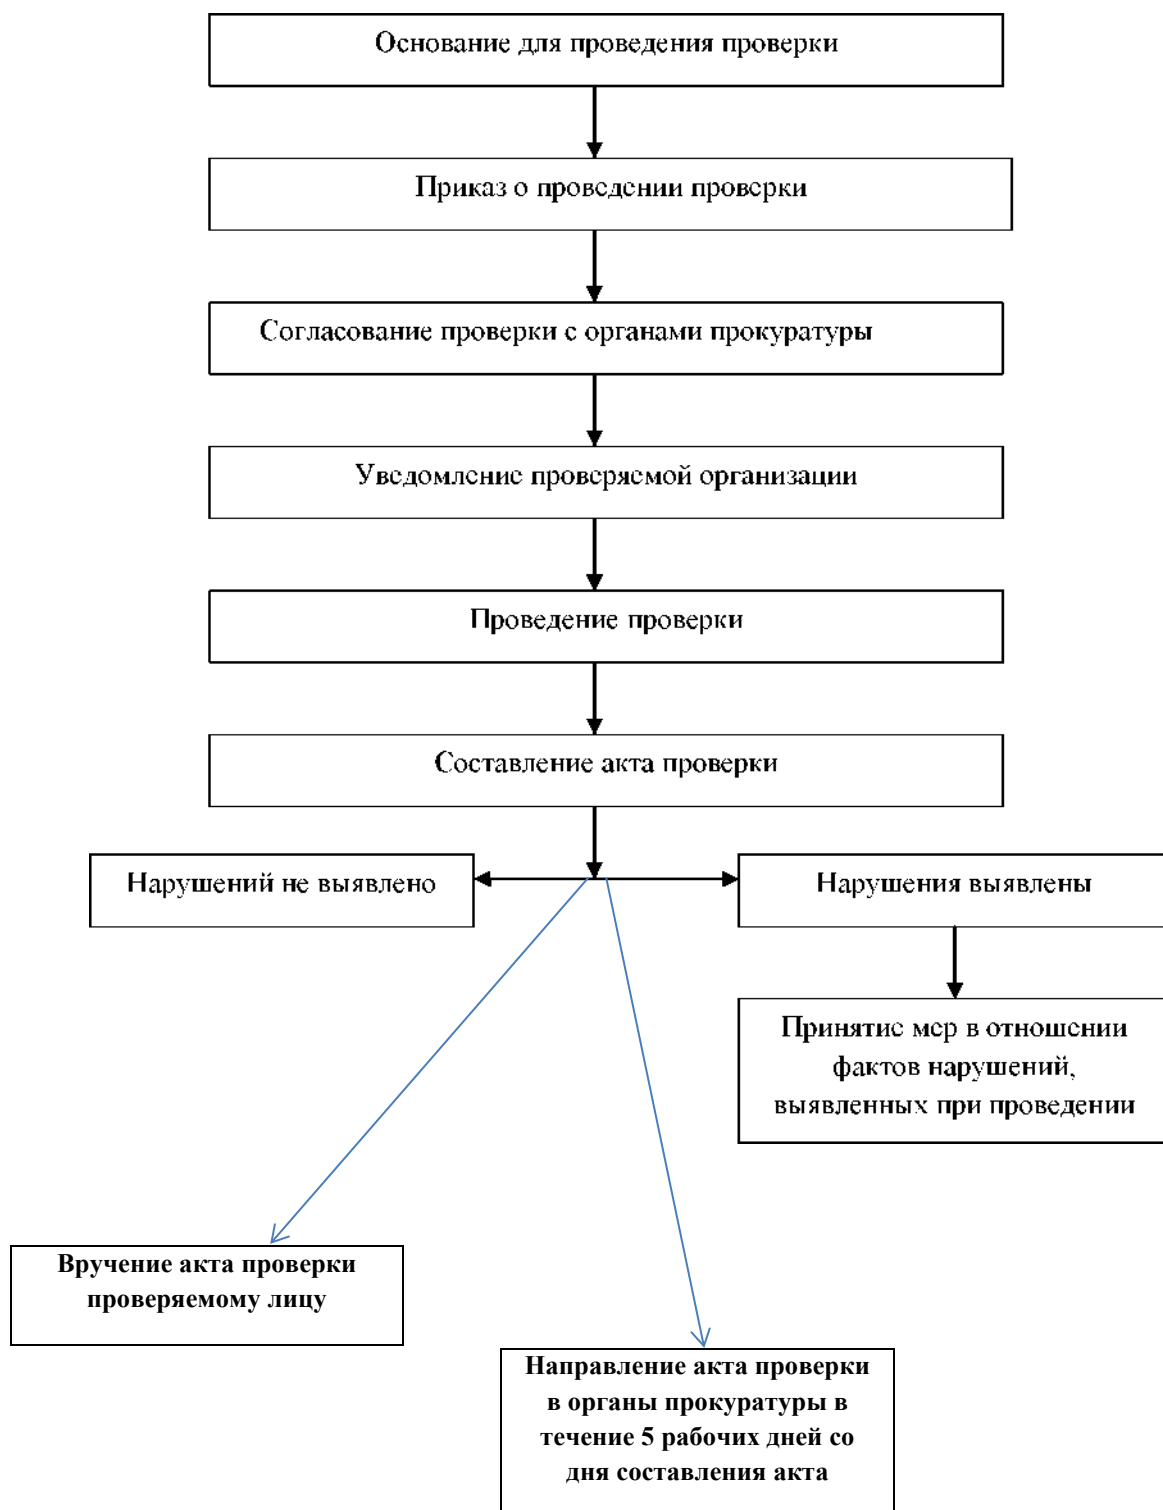 Основание для проведения проверки
Приказ о проведении проверки
Согласование проверки с органами прокуратуры
Уведомление проверяемой организации
Проведение проверки
Составление акта проверки
Нарушений не выявлено
Нарушения выявлены
Принятие мер в отношении
фактов нарушений,
выявленных при проведении
Вручение акта проверки
проверяемому лицу
Направление акта проверки
в органы прокуратуры в
течение 5 рабочих дней со
дня составления акта